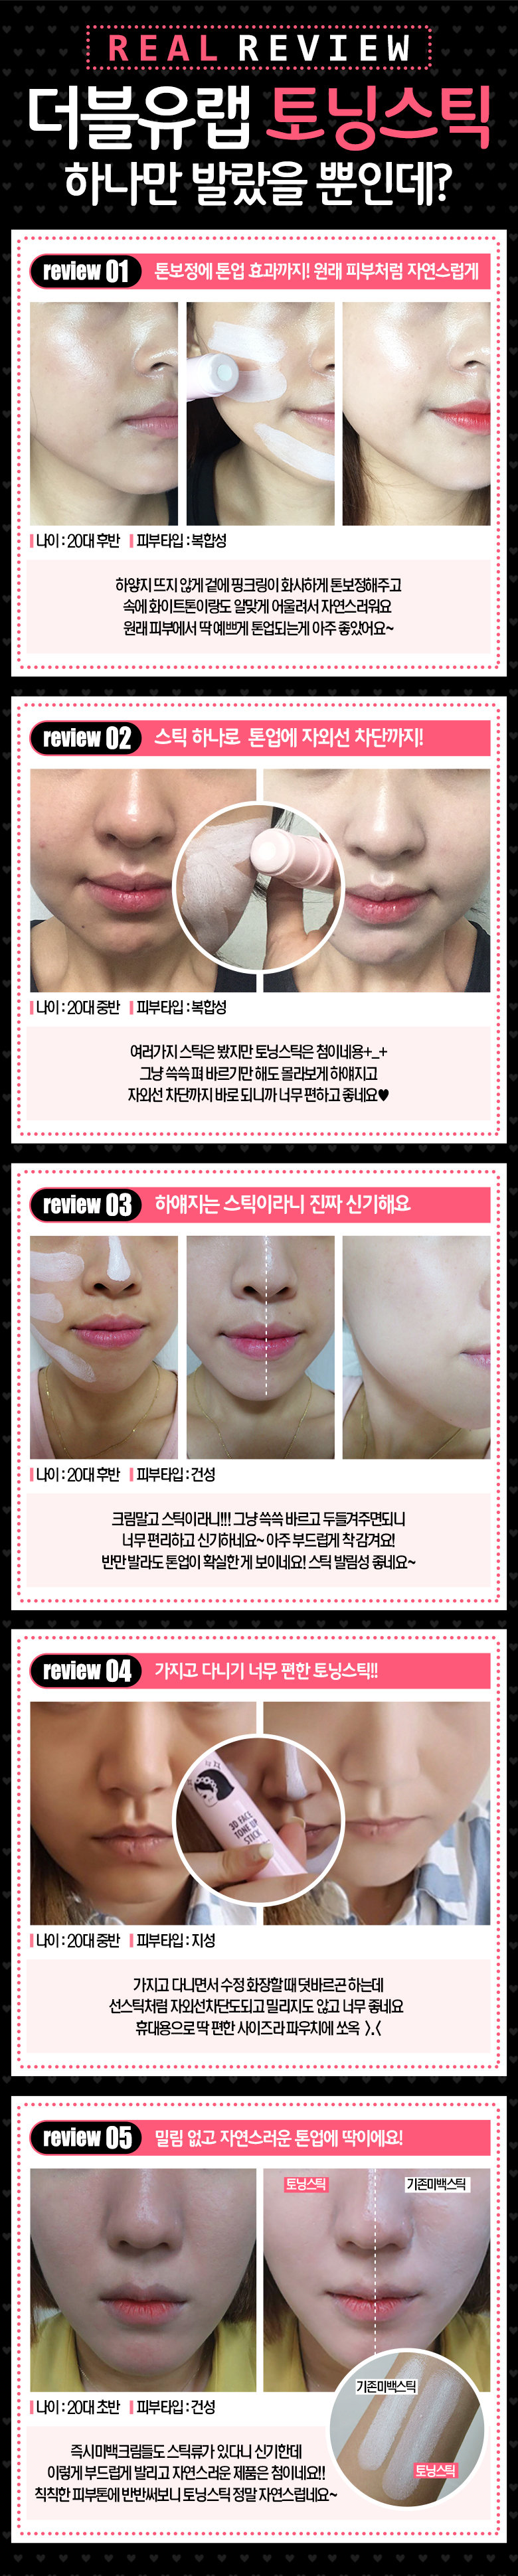 REAL REVIEW
더블유랩 토닝스틱
하나만 발랐을 뿐인데?
review 01 톤보정에 톤업 효과까지! 원래 피부처럼 자연스럽게
나이 : 20대 후반 피부타입 : 복합성
하얗지 뜨지 않게 겉에 핑크링이 화사하게 톤보정해주고
속에 화이트톤이랑도 알맞게 어울려서 자연스러워요
원래 피부에서 딱 예쁘게 톤업되는게 아주 좋았어요~
review 02 스틱 하나로 톤업에 자외선 차단까지!
나이 : 20대 중반 피부타입 : 복합성
여러가지 스틱은 봤지만 토닝스틱은 첨이네용+_+
그냥 쓱쓱 펴 바르기만 해도 몰라보게 하얘지고
자외선 차단까지 바로 되니까 너무 편하고 좋네요♥
review 03 하얘지는 스틱이라니 진짜 신기해요
나이 : 20대 후반 피부타입 : 건성
크림말고 스틱이라니!!! 그냥 쓱쓱 바르고 두들겨주면되니
너무 편리하고 신기하네요~ 아주 부드럽게 착 감겨요!
반만 발라도 톤업이 확실한 게 보이네요! 스틱 발림성 좋네요~
review 04 가지고 다니기 너무 편한 토닝스틱!!
3D FACE
TONE UP
STICK
나이 : 20대 중반 피부타입 : 지성
가지고 다니면서 수정 화장할 때 덧바르곤 하는데
선스틱처럼 자외선차단도되고 밀리지도 않고 너무 좋네요
휴대용으로 딱 편한 사이즈라 파우치에 쏘옥 >.<
review 05 밀림 없고 자연스러운 톤업에 딱이에요!
토닝스틱 기존미백스틱
기존미백스틱
토닝스틱
나이 : 20대 초반 피부타입 : 건성
즉시미백크림들도 스틱류가 있다니 신기한데
이렇게 부드럽게 발리고 자연스러운 제품은 첨이네요!!
칙칙한 피부톤에 반반써보니 토닝스틱 정말 자연스럽네요~